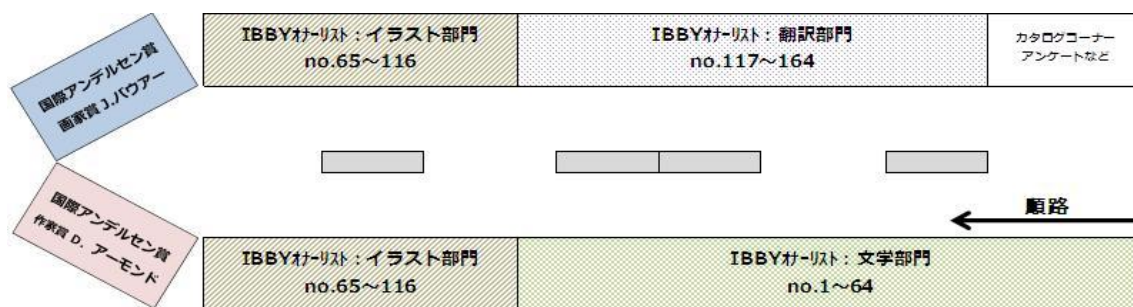 IBBYｵﾅｰﾘｽﾄ：イラスト部門
no.65～116
IBBYｵﾅｰﾘｽﾄ：翻訳部門
no.117～164
カタログコーナー
アンケートなど
国際アンデルセン賞
画家賞 J.バウアー
国際アンデルセン賞
作家賞 D. アーモンド
順路
IBBYｵﾅｰﾘｽﾄ：イラスト部門
no.65～116
IBBYｵﾅｰﾘｽﾄ：文学部門
no.1～64